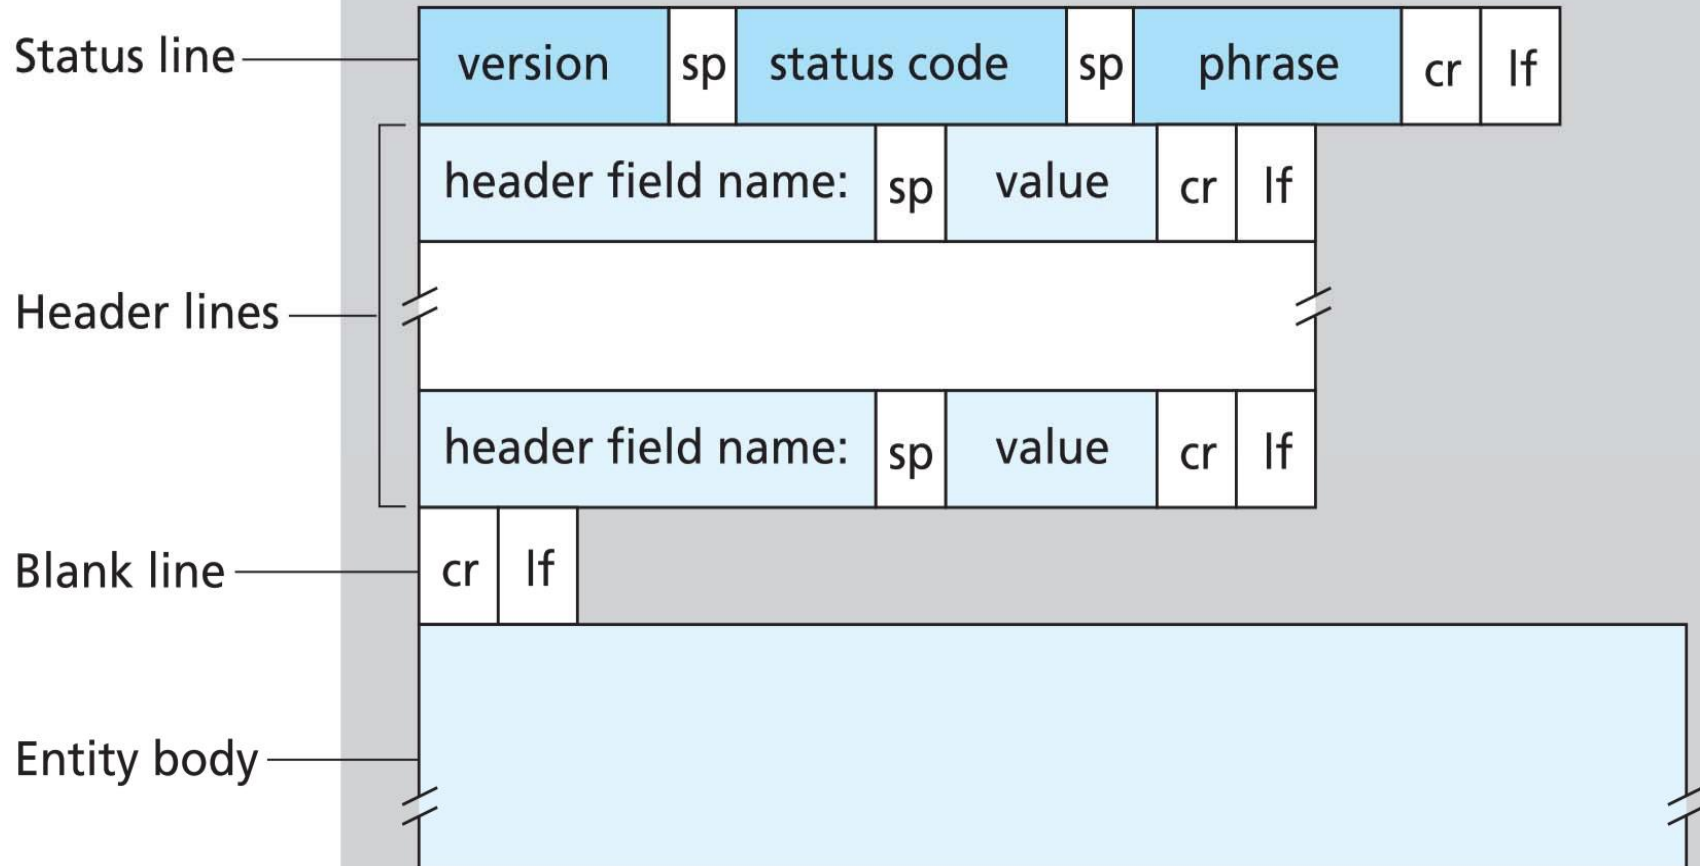 Status line version sp status code sp phrase cr lf
header field name: sp value cr lf
Header lines
header field name: sp value cr lf
Blank line cr lf
Entity body